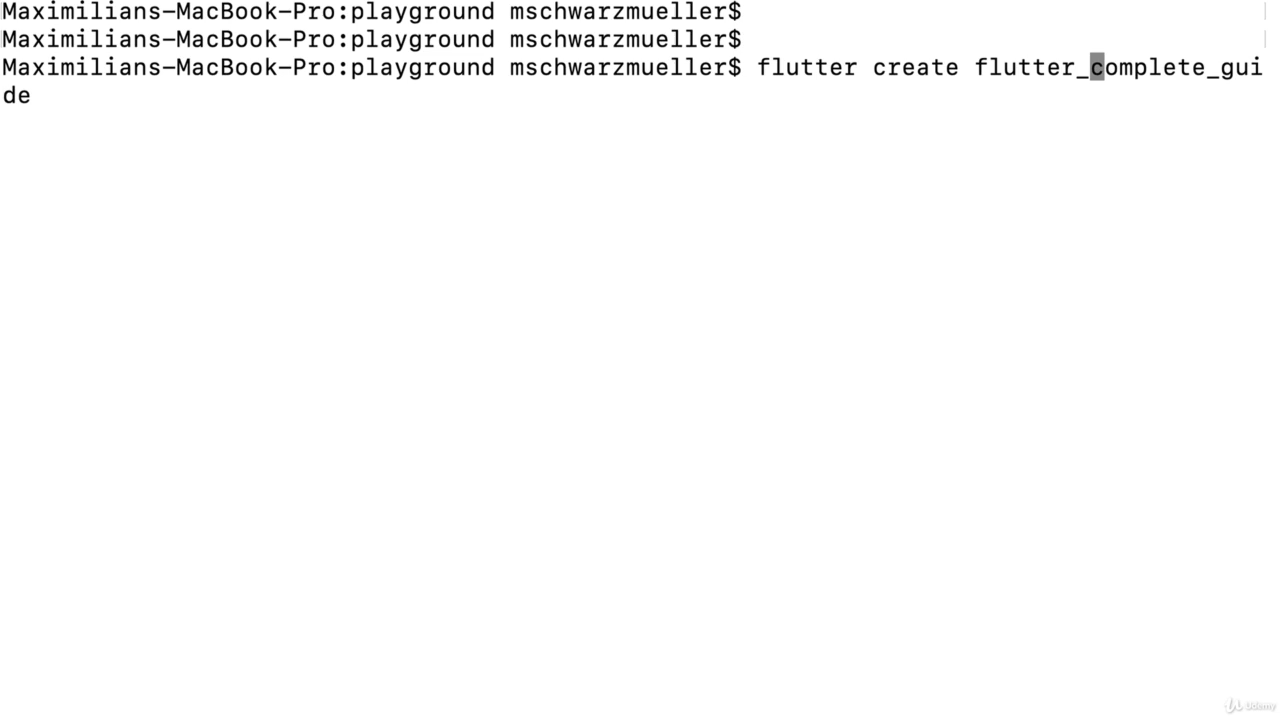 Maximilians-MacBook-Pro:playground mschwarzmueller$
Maximilians-MacBook-Pro:playground mschwarzmueller$
Maximilians-MacBook-Pro:playground mschwarzmueller$ flutter create flutter_complete_gui
de
Udemy